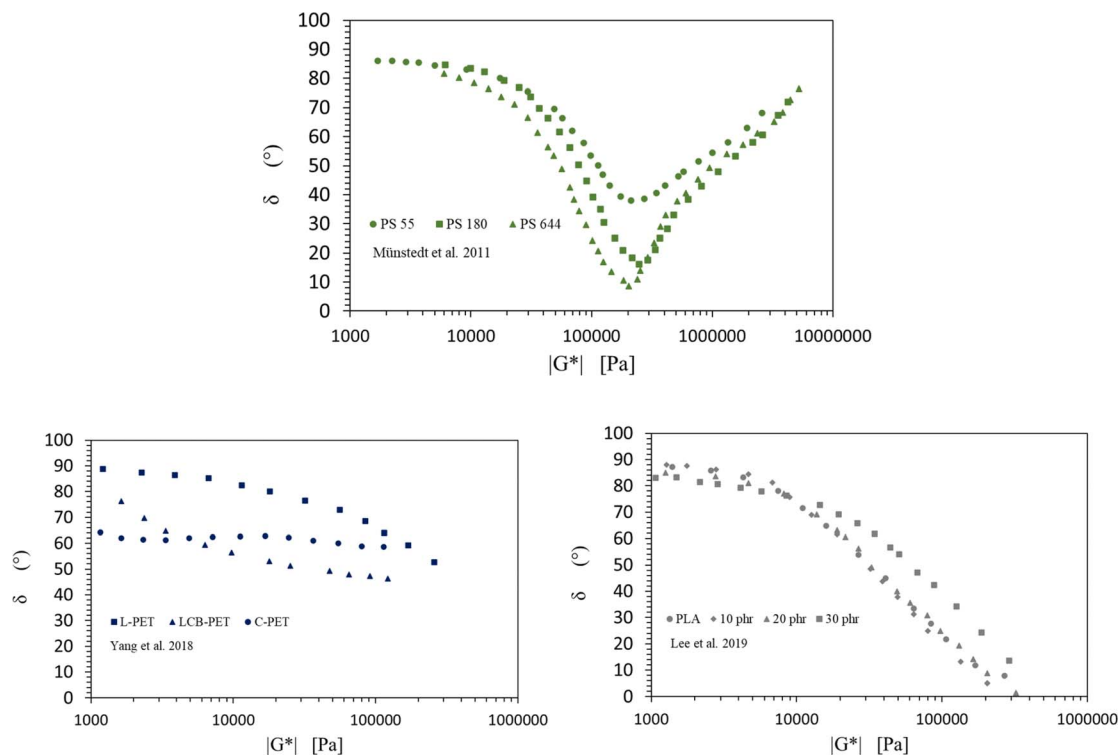 100
90
80
70
60
50
40
30
20
10
0
δ (°)
PS 55 PS 180 PS 644
Münstedt et al. 2011
1000 10000 100000 1000000 10000000
|G*| [Pa]
100
90
80
70
60
50
40
30
20
10
0
δ (°)
L-PET LCB-PET C-PET
Yang et al. 2018
1000 10000 100000 1000000
|G*| [Pa]
100
90
80
70
60
50
40
30
20
10
0
δ (°)
PLA 10 phr 20 phr 30 phr
Lee et al. 2019
1000 10000 100000 1000000
|G*| [Pa]